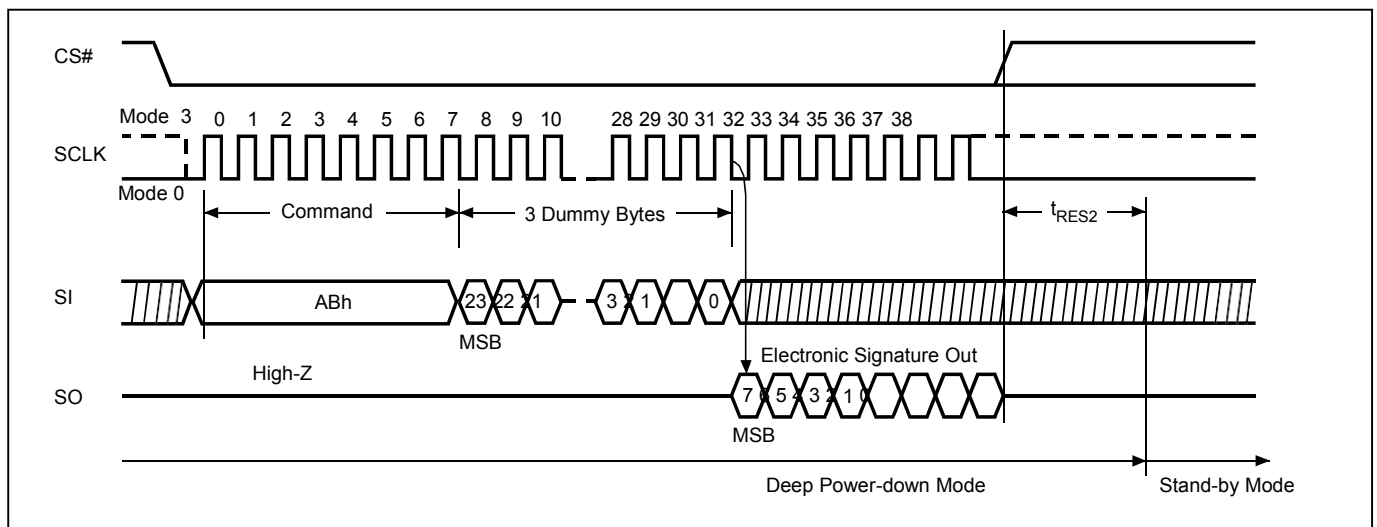 CS#
Mode 3 0 1 2 3 4 5 6 7 8 9 10 28 29 30 31 32 33 34 35 36 37 38
SCLK
Mode 0
Command 3 Dummy Bytes tRES2
SI ABh 23 22 21 3 2 1 0
MSB
High-Z Electronic Signature Out
SO 7 6 5 4 3 2 1 0
MSB
Deep Power-down Mode Stand-by Mode